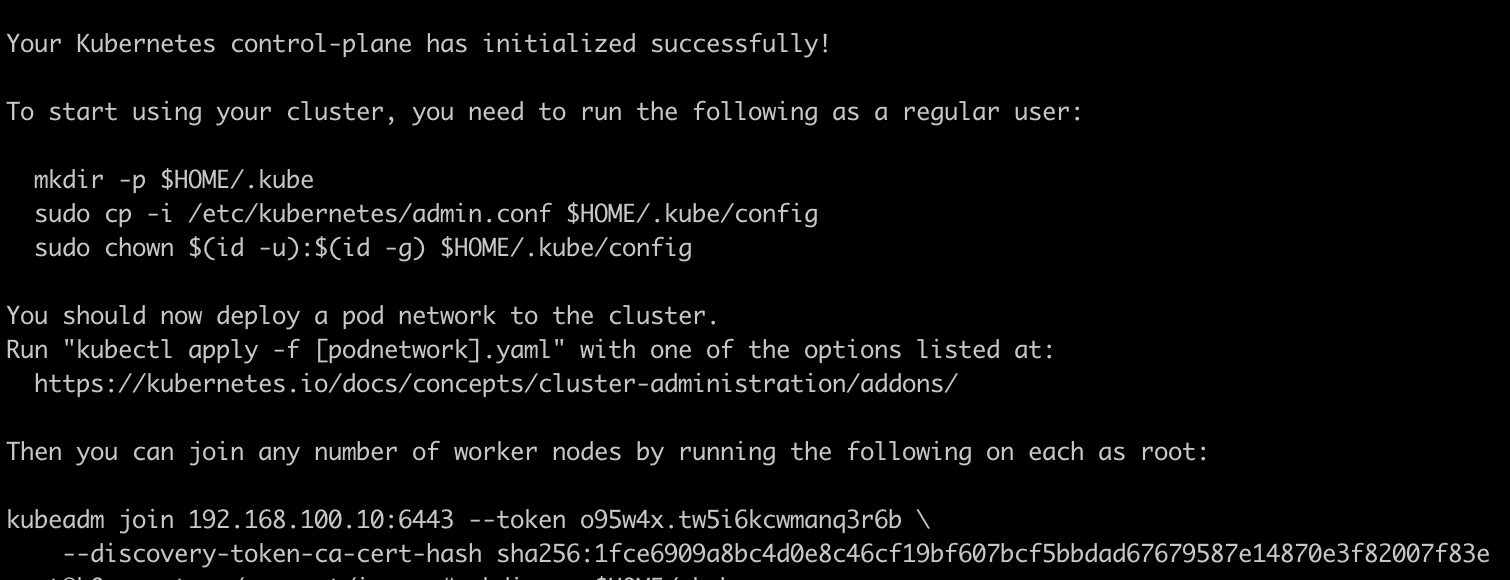 Your Kubernetes control-plane has initialized successfully!
To start using your cluster, you need to run the following as a regular user:
mkdir -p $HOME/.kube
sudo cp -i /etc/kubernetes/admin.conf $HOME/.kube/config
sudo chown $(id -u):$(id -g) $HOME/.kube/config
You should now deploy a pod network to the cluster.
Run "kubectl apply -f [podnetwork].yaml" with one of the options listed at:
https://kubernetes.io/docs/concepts/cluster-administration/addons/
Then you can join any number of worker nodes by running the following on each as root:
kubeadm join 192.168.100.10:6443 --token o95w4x.tw5i6kcwmanq3r6b \
--discovery-token-ca-cert-hash sha256:1fce6909a8bc4d0e8c46cf19bf607bcf5bbdad67679587e14870e3f82007f83e